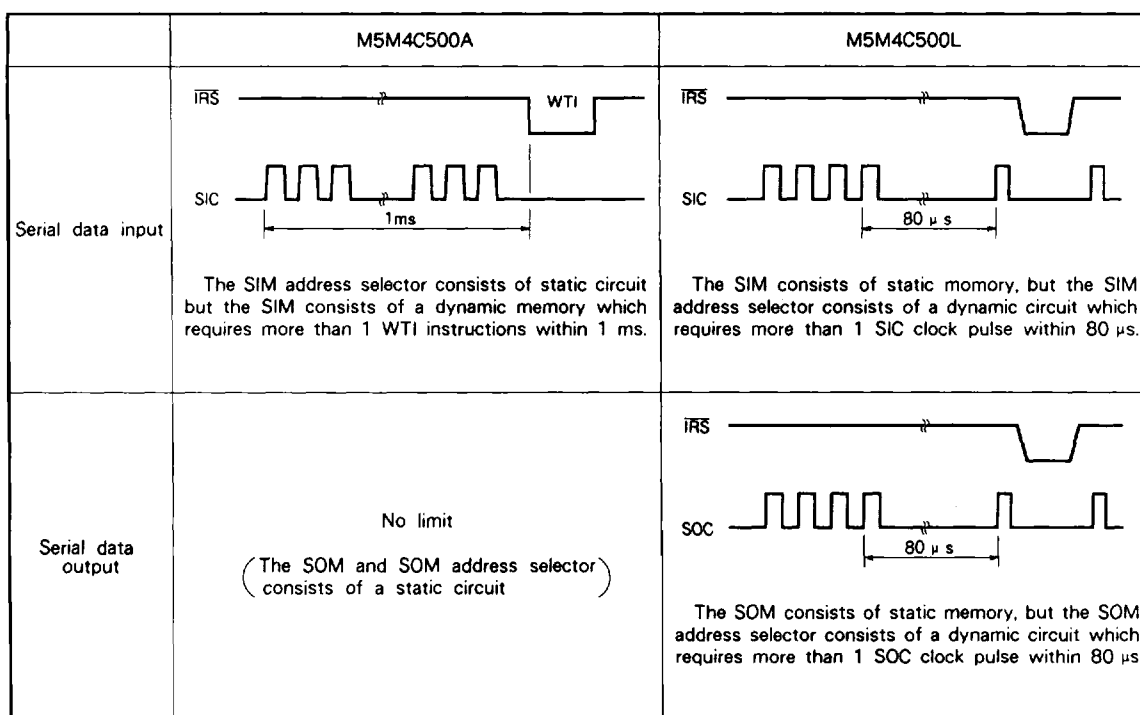 M5M4C500A
M5M4C500L
Serial data input
IRS
WTI
SIC
1ms
The SIM address selector consists of static circuit
but the SIM consists of a dynamic memory which
requires more than 1 WTI instructions within 1 ms.
IRS
SIC
80 μ s
The SIM consists of static momory, but the SIM
address selector consists of a dynamic circuit which
requires more than 1 SIC clock pulse within 80 μs.
Serial data
output
No limit
(The SOM and SOM address selector
consists of a static circuit)
IRS
SOC
80 μ s
The SOM consists of static memory, but the SOM
address selector consists of a dynamic circuit which
requires more than 1 SOC clock pulse within 80 μs